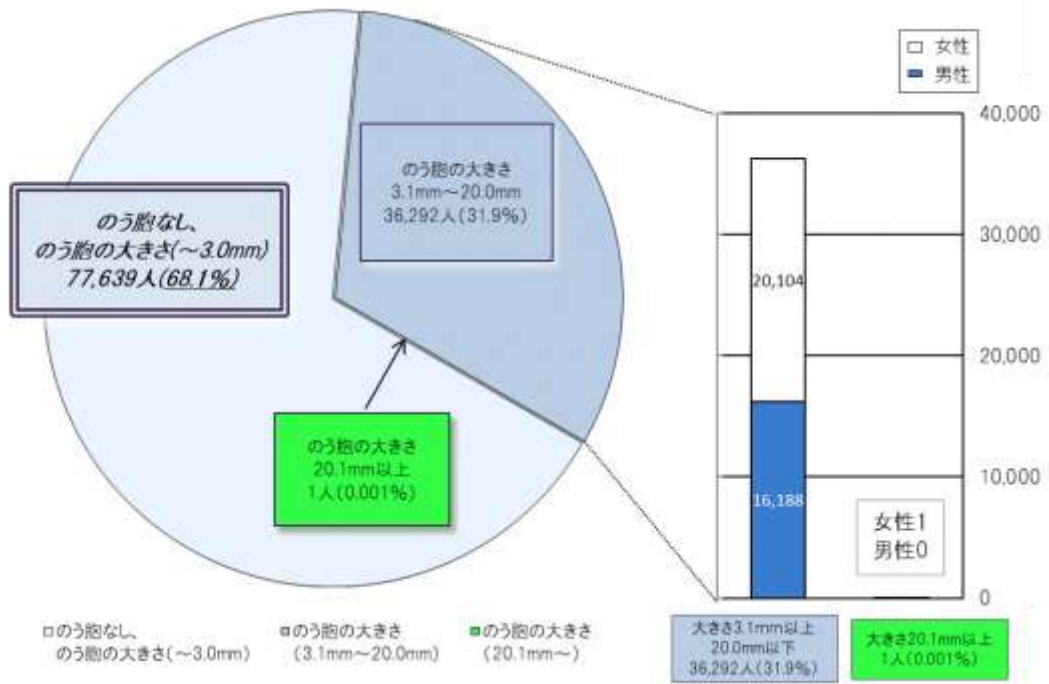 □ 女性
■ 男性
40,000
のう胞の大きさ
3.1mm～20.0mm
36,292人(31.9%)
のう胞なし、
のう胞の大きさ(～3.0mm)
77,639人(68.1%)
30,000
20,104
20,000
のう胞の大きさ
20.1mm以上
1人(0.001%)
10,000
16,188
女性1
男性0
0
□のう胞なし、
のう胞の大きさ(～3.0mm)
■のう胞の大きさ
(3.1mm～20.0mm)
■のう胞の大きさ
(20.1mm～)
大きさ3.1mm以上
20.0mm以下
36,292人(31.9%)
大きさ20.1mm以上
1人(0.001%)